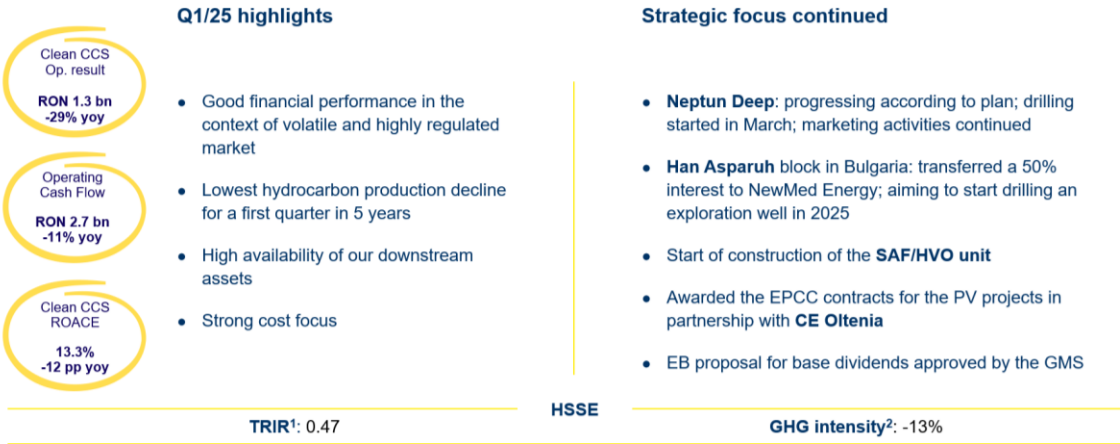 Q1/25 highlights
Clean CCS
Op. result
RON 1.3 bn
-29% yoy
Operating
Cash Flow
RON 2.7 bn
-11% yoy
Clean CCS
ROACE
13.3%
-12 pp yoy
● Good financial performance in the
context of volatile and highly regulated
market
● Lowest hydrocarbon production decline
for a first quarter in 5 years
● High availability of our downstream
assets
● Strong cost focus
Strategic focus continued
● Neptun Deep: progressing according to plan; drilling
started in March; marketing activities continued
● Han Asparuh block in Bulgaria: transferred a 50%
interest to NewMed Energy; aiming to start drilling an
exploration well in 2025
● Start of construction of the SAF/HVO unit
● Awarded the EPCC contracts for the PV projects in
partnership with CE Oltenia
● EB proposal for base dividends approved by the GMS
HSSE
TRIR¹: 0.47
GHG intensity²: -13%